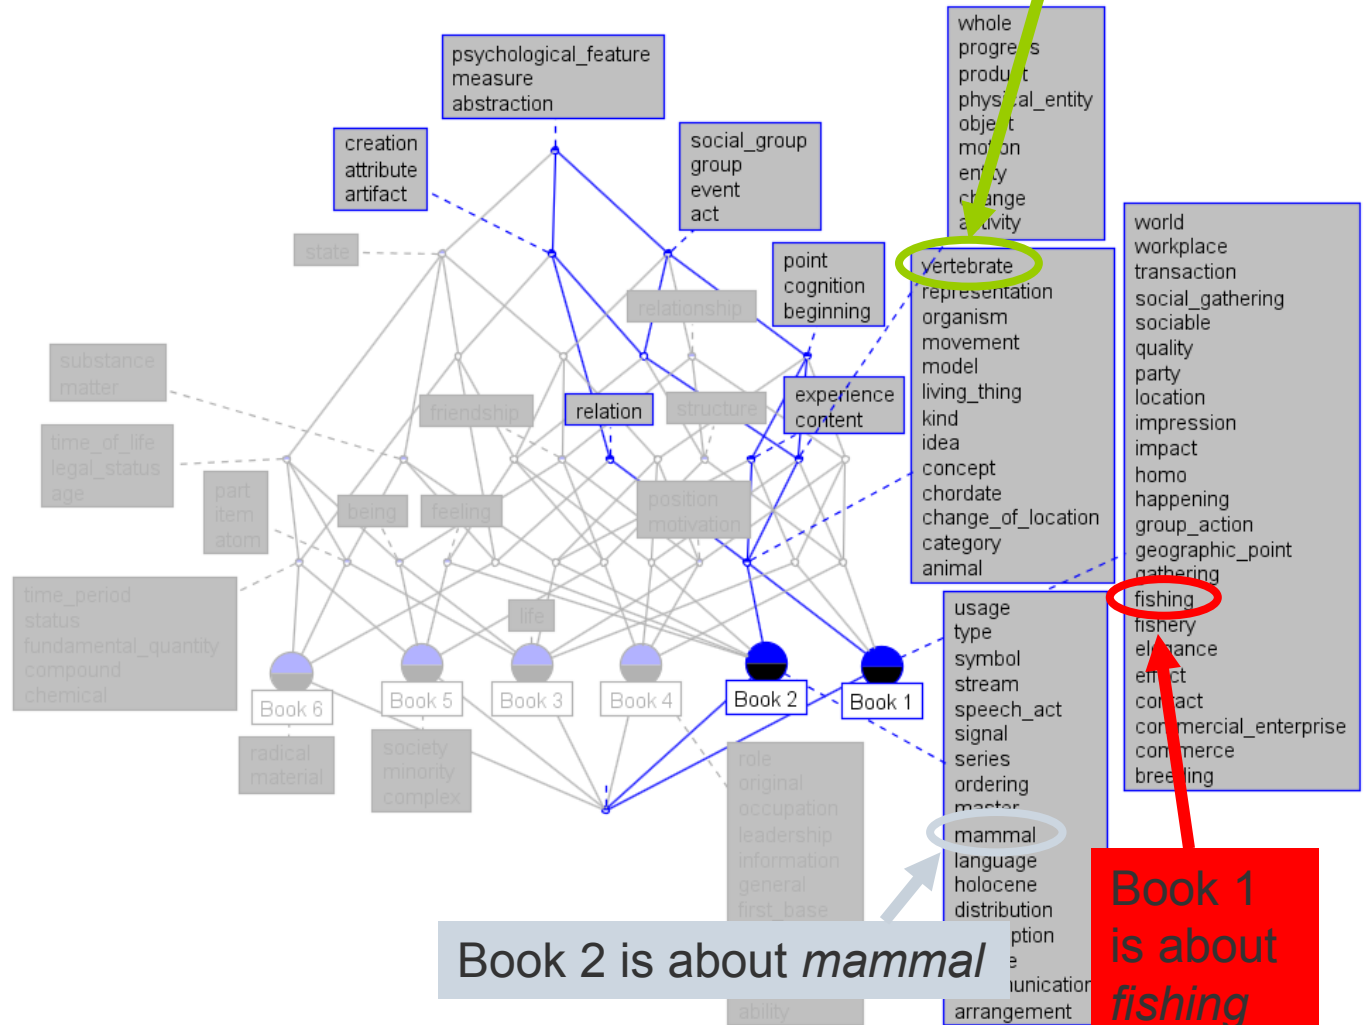 psychological_feature
measure
abstraction
creation
attribute
artifact
social_group
group
event
act
whole
progress
product
physical_entity
object
motion
entity
change
activity
state
relationship
point
cognition
beginning
vertebrate
representation
organism
movement
model
living_thing
kind
idea
concept
chordate
change_of_location
category
animal
world
workplace
transaction
social_gathering
sociable
quality
party
location
impression
impact
homo
happening
group_action
geographic_point
gathering
fishing
fishery
elegance
effect
contact
commercial_enterprise
commerce
breeding
substance
matter
friendship
relation
structure
experience
content
time_of_life
legal_status
age
part
item
atom
being
feeling
position
motivation
time_period
status
fundamental_quantity
compound
chemical
life
Book 6
Book 5
Book 3
Book 4
Book 2
Book 1
radical
material
society
minority
complex
role
original
occupation
leadership
information
general
first_base
ability
usage
type
symbol
stream
speech_act
signal
series
ordering
master
mammal
language
holocene
distribution
arrangement
Book 2 is about mammal
Book 1
is about
fishing